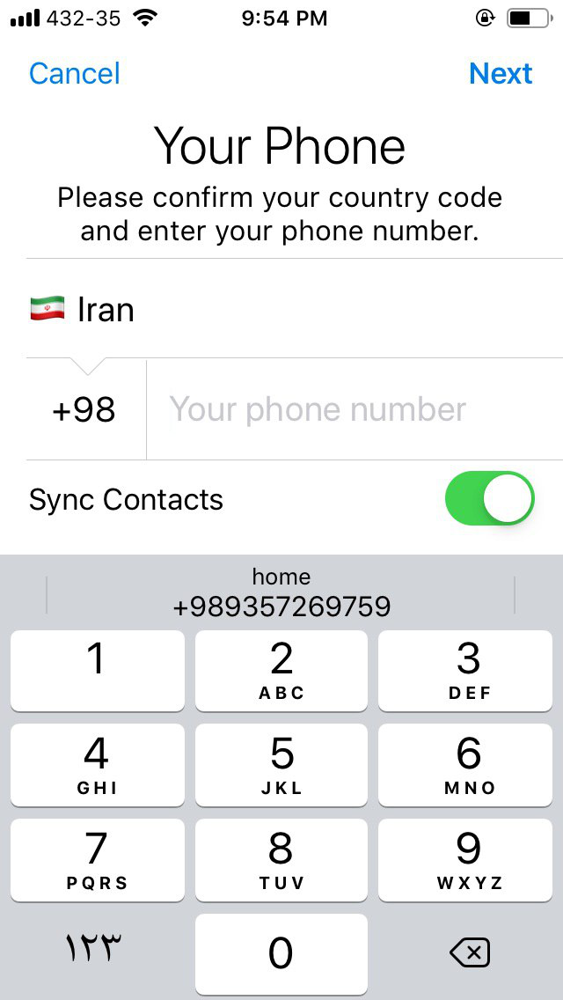 432-35 9:54 PM
Cancel Next
Your Phone
Please confirm your country code
and enter your phone number.
Iran
+98 Your phone number
Sync Contacts
home
+989357269759
1 2 3
ABC DEF
4 5 6
GHI JKL MNO
7 8 9
PQRS TUV WXYZ
۱۲۳ 0